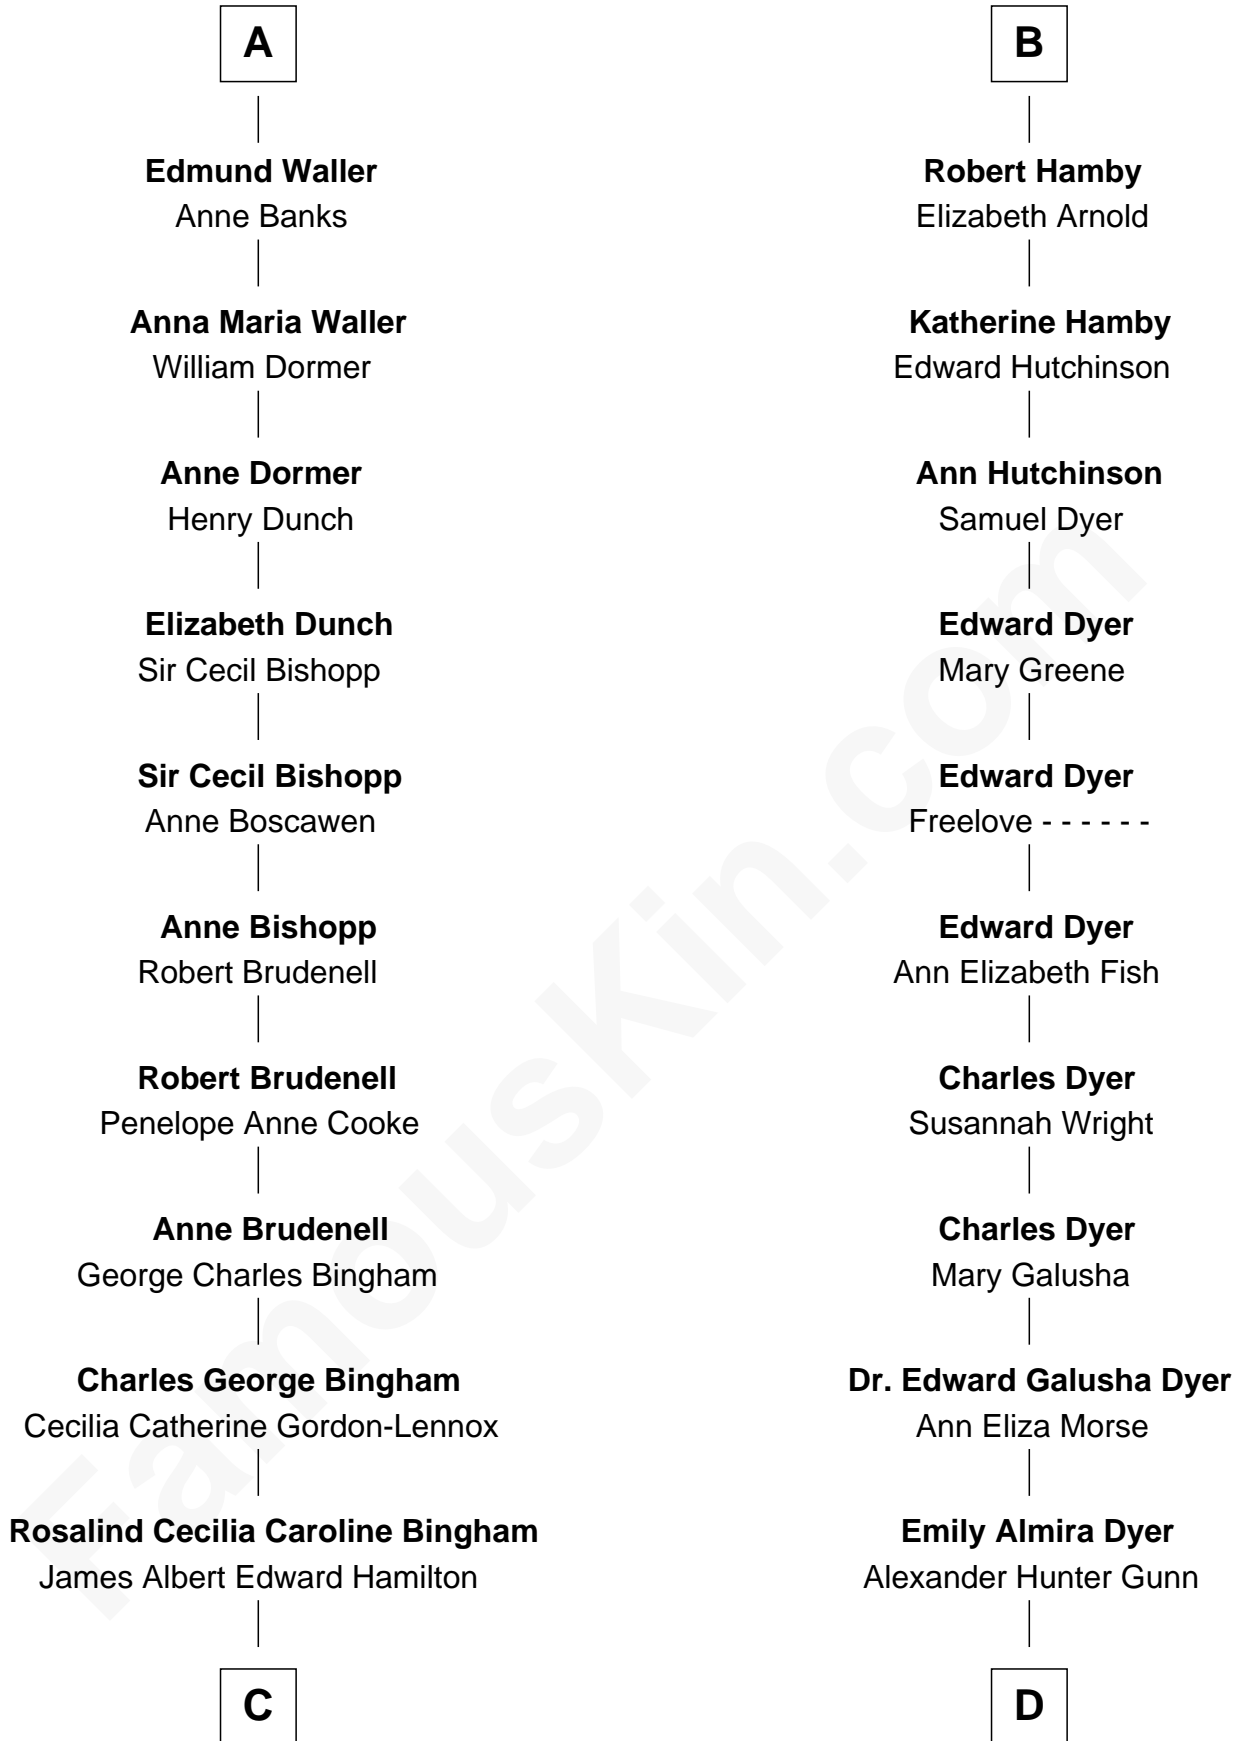 A
Edmund Waller
Anne Banks
Anna Maria Waller
William Dormer
Anne Dormer
Henry Dunch
Elizabeth Dunch
Sir Cecil Bishopp
Sir Cecil Bishopp
Anne Boscawen
Anne Bishopp
Robert Brudenell
Robert Brudenell
Penelope Anne Cooke
Anne Brudenell
George Charles Bingham
Charles George Bingham
Cecilia Catherine Gordon-Lennox
Rosalind Cecilia Caroline Bingham
James Albert Edward Hamilton
C
B
Robert Hamby
Elizabeth Arnold
Katherine Hamby
Edward Hutchinson
Ann Hutchinson
Samuel Dyer
Edward Dyer
Mary Greene
Edward Dyer
Freelove - - - - - -
Edward Dyer
Ann Elizabeth Fish
Charles Dyer
Susannah Wright
Charles Dyer
Mary Galusha
Dr. Edward Galusha Dyer
Ann Eliza Morse
Emily Almira Dyer
Alexander Hunter Gunn
D
FamousKin.com